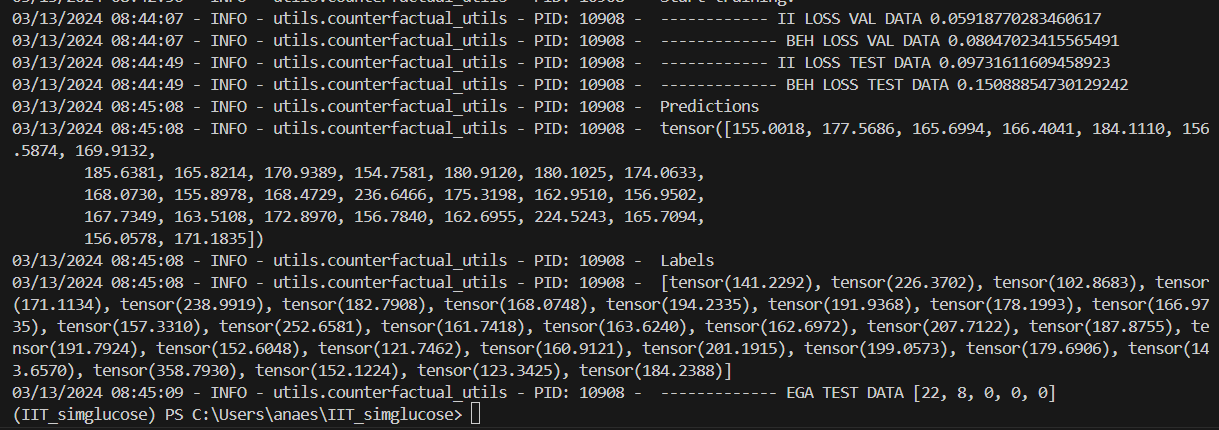 03/13/2024 08:44:07 - INFO - utils.counterfactual_utils - PID: 10908 -  ------------- II LOSS VAL DATA 0.05918770283460617
03/13/2024 08:44:07 - INFO - utils.counterfactual_utils - PID: 10908 -  ------------- BEH LOSS VAL DATA 0.08047023415565491
03/13/2024 08:44:49 - INFO - utils.counterfactual_utils - PID: 10908 -  ------------- II LOSS TEST DATA 0.09731611609458923
03/13/2024 08:44:49 - INFO - utils.counterfactual_utils - PID: 10908 -  ------------- BEH LOSS TEST DATA 0.15088854730129242
03/13/2024 08:45:08 - INFO - utils.counterfactual_utils - PID: 10908 -  Predictions
03/13/2024 08:45:08 - INFO - utils.counterfactual_utils - PID: 10908 -  tensor([155.0018, 177.5686, 165.6994, 166.4041, 184.1110, 156
.5874, 169.9132,
185.6381, 165.8214, 170.9389, 154.7581, 180.9120, 180.1025, 174.0633,
168.0730, 155.8978, 168.4729, 236.6466, 175.3198, 162.9510, 156.9502,
167.7349, 163.5108, 172.8970, 156.7840, 162.6955, 224.5243, 165.7094,
156.0578, 171.1835])
03/13/2024 08:45:08 - INFO - utils.counterfactual_utils - PID: 10908 -  Labels
03/13/2024 08:45:08 - INFO - utils.counterfactual_utils - PID: 10908 -  [tensor(141.2292), tensor(226.3702), tensor(102.8683), tensor
(171.1134), tensor(238.9919), tensor(182.7908), tensor(168.0748), tensor(194.2335), tensor(191.9368), tensor(178.1993), tensor(166.97
35), tensor(157.3310), tensor(252.6581), tensor(161.7418), tensor(163.6240), tensor(162.6972), tensor(207.7122), tensor(187.8755), te
nsor(191.7924), tensor(152.6048), tensor(121.7462), tensor(160.9121), tensor(201.1915), tensor(199.0573), tensor(179.6906), tensor(14
3.6570), tensor(358.7930), tensor(152.1224), tensor(123.3425), tensor(184.2388)]
03/13/2024 08:45:09 - INFO - utils.counterfactual_utils - PID: 10908 -  ------------- EGA TEST DATA [22, 8, 0, 0, 0]
(IIT_simglucose) PS C:\Users\anaes\IIT_simglucose>